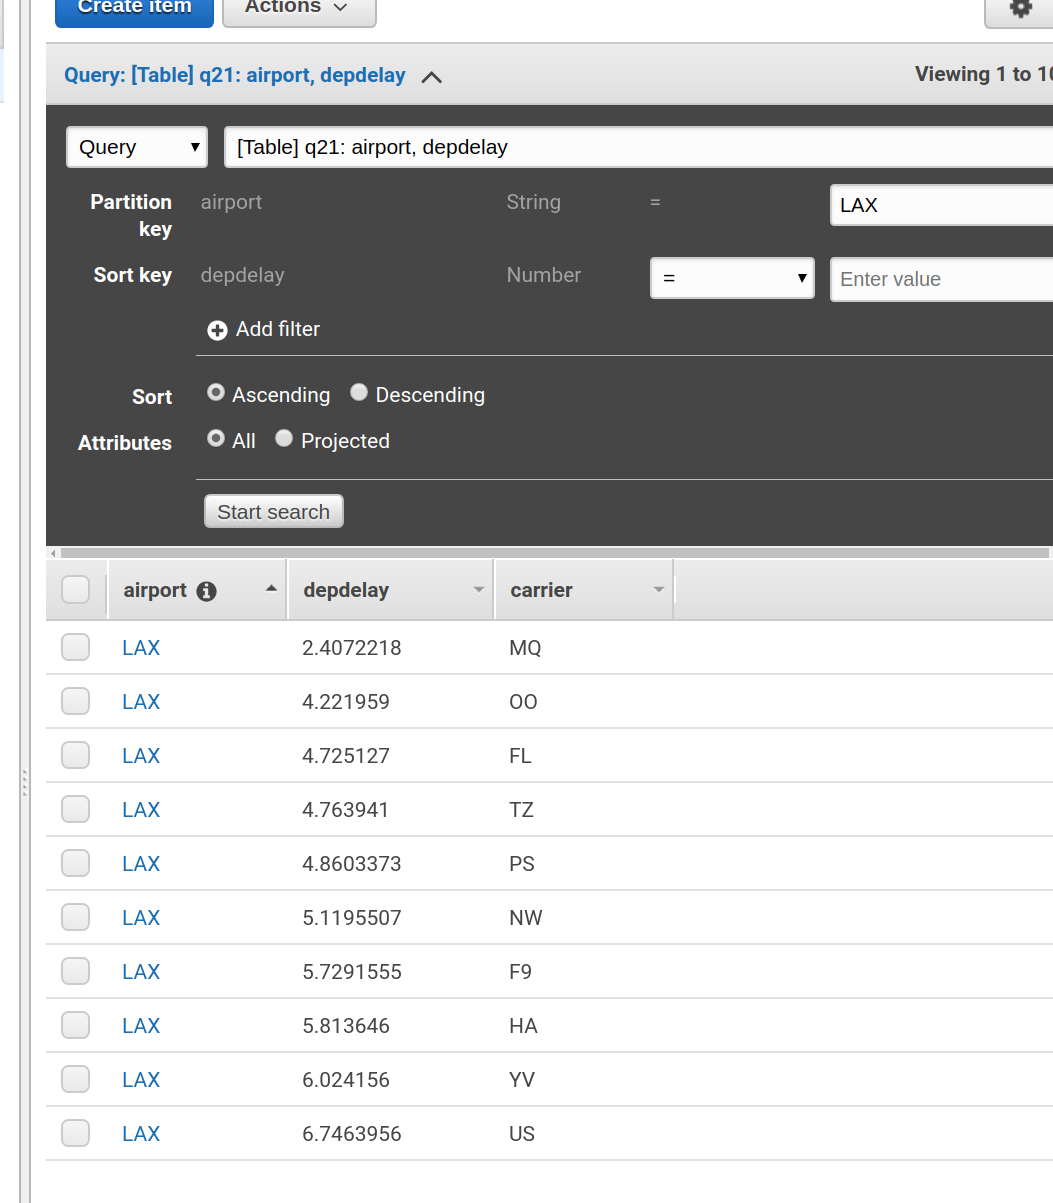 Create item Actions
Query: [Table] q21: airport, depdelay Viewing 1 to 10
Query [Table] q21: airport, depdelay
Partition key airport String = LAX
Sort key depdelay Number = Enter value
Add filter
Sort Ascending Descending
Attributes All Projected
Start search
airport depdelay carrier
LAX 2.4072218 MQ
LAX 4.221959 OO
LAX 4.725127 FL
LAX 4.763941 TZ
LAX 4.8603373 PS
LAX 5.1195507 NW
LAX 5.7291555 F9
LAX 5.813646 HA
LAX 6.024156 YV
LAX 6.7463956 US